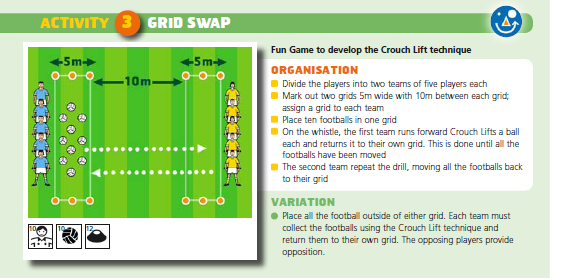 ACTIVITY 3 GRID SWAP
5m
5m
10m
10
10
12
Fun Game to develop the Crouch Lift technique
ORGANISATION
Divide the players into two teams of five players each
Mark out two grids 5m wide with 10m between each grid;
assign a grid to each team
Place ten footballs in one grid
On the whistle, the first team runs forward Crouch Lifts a ball
each and returns it to their own grid. This is done until all the
footballs have been moved
The second team repeat the drill, moving all the footballs back
to their grid
VARIATION
Place all the football outside of either grid. Each team must
collect the footballs using the Crouch Lift technique and
return them to their own grid. The opposing players provide
opposition.